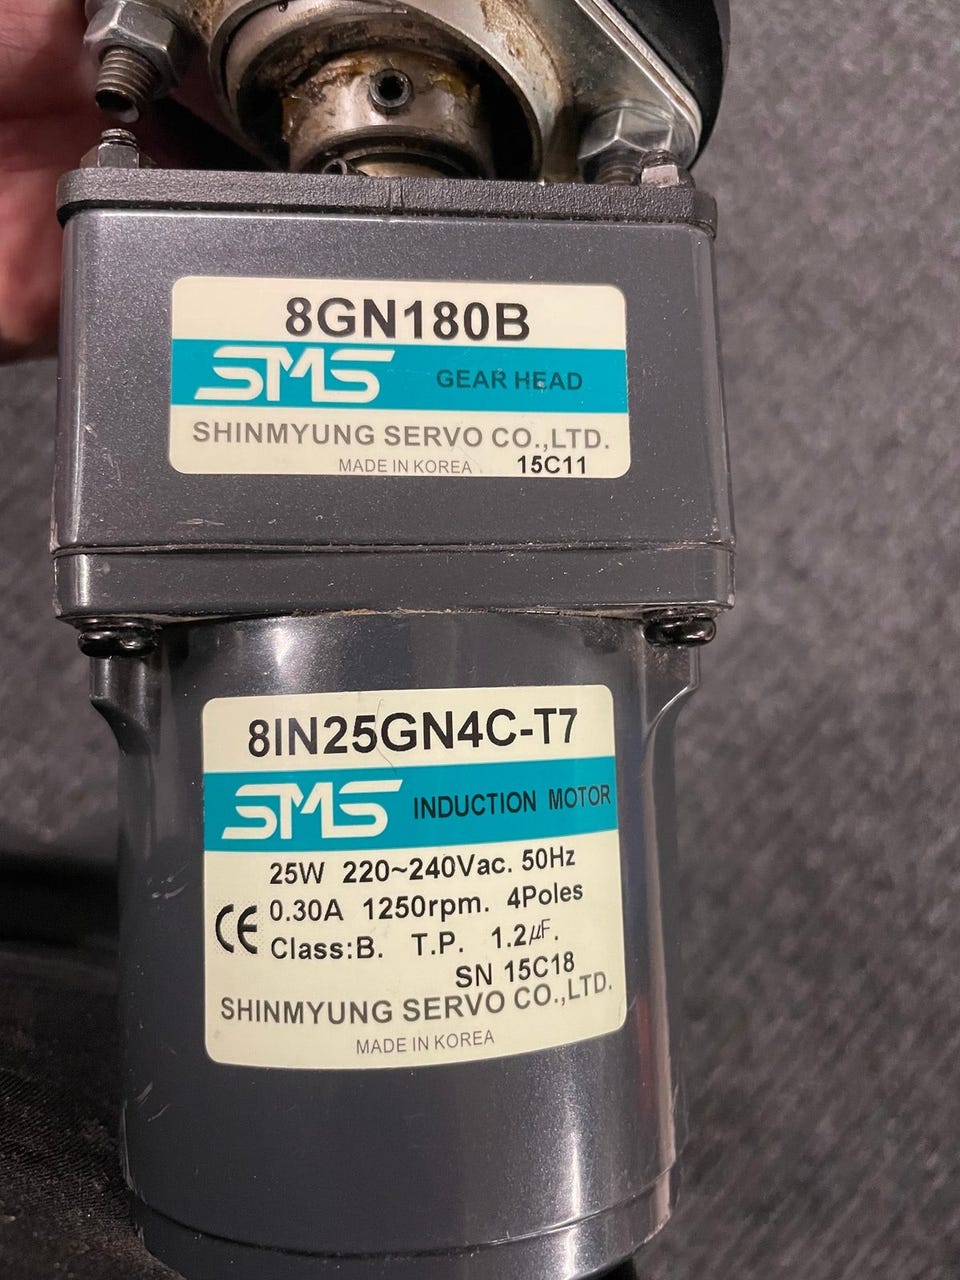 8GN180B
SMS GEAR HEAD
SHINMYUNG SERVO CO.,LTD.
MADE IN KOREA 15C11
8IN25GN4C-T7
SMS INDUCTION MOTOR
25W 220~240Vac. 50Hz
CE 0.30A 1250rpm. 4Poles
Class:B. T.P. 1.2μF.
SN 15C18
SHINMYUNG SERVO CO.,LTD.
MADE IN KOREA